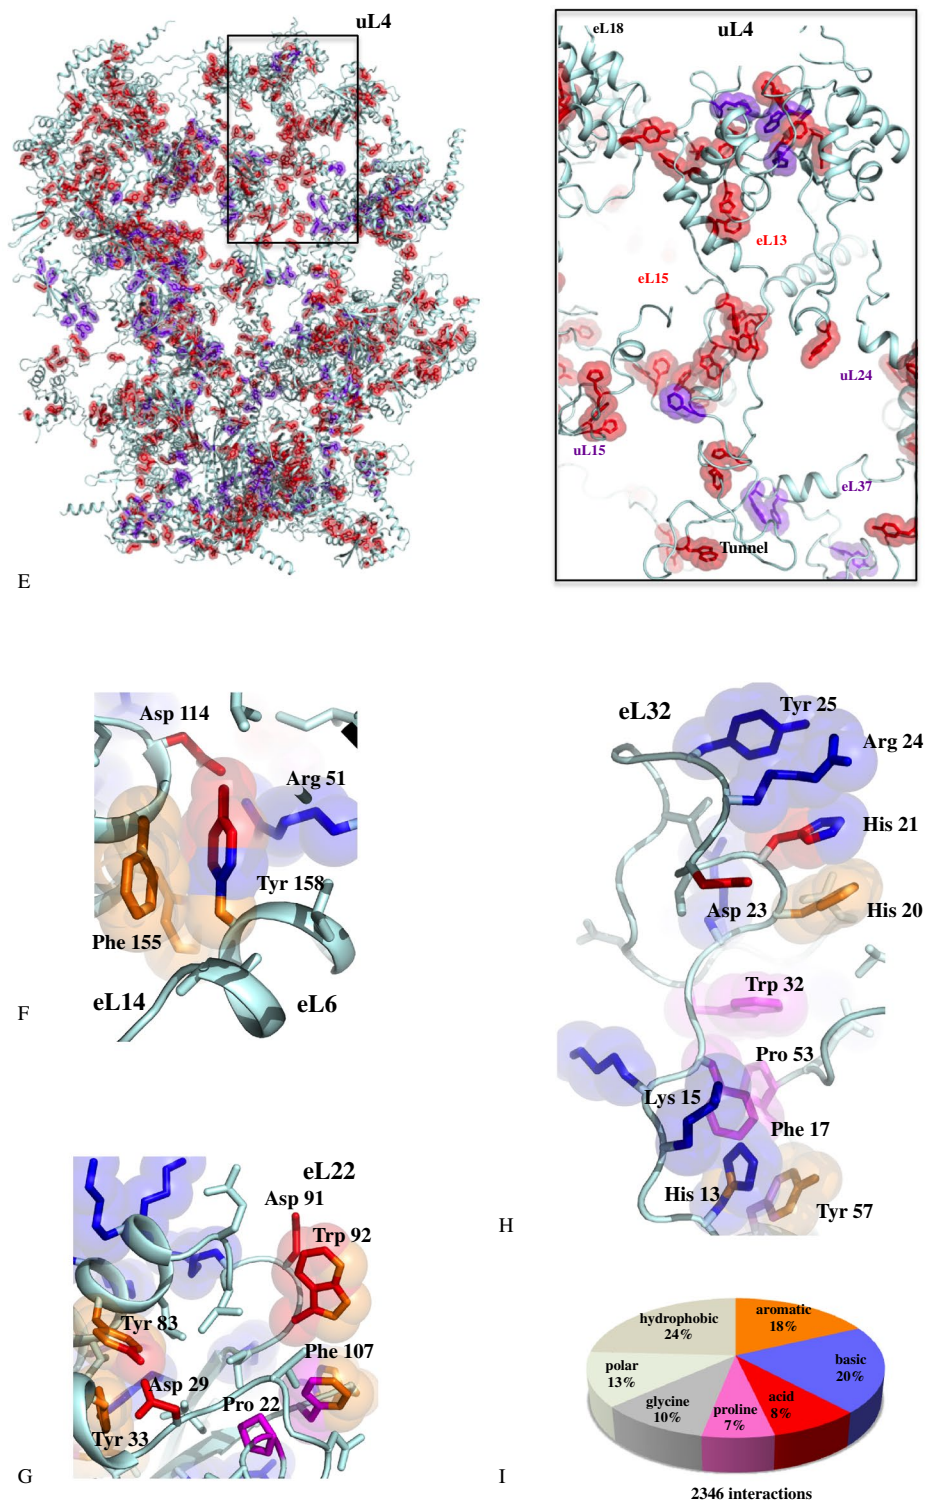 uL4
eL18
uL4
eL13
eL15
uL24
uL15
eL37
Tunnel
E
Asp 114
Arg 51
Tyr 158
Phe 155
eL14
eL6
F
eL32
Tyr 25
Arg 24
His 21
Asp 23
His 20
Trp 32
Pro 53
Lys 15
Phe 17
His 13
Tyr 57
H
eL22
Asp 91
Trp 92
Tyr 83
Phe 107
Asp 29
Pro 22
Tyr 33
G
hydrophobic
24%
aromatic
18%
polar
13%
basic
20%
glycine
10%
proline
7%
acid
8%
I
2346 interactions